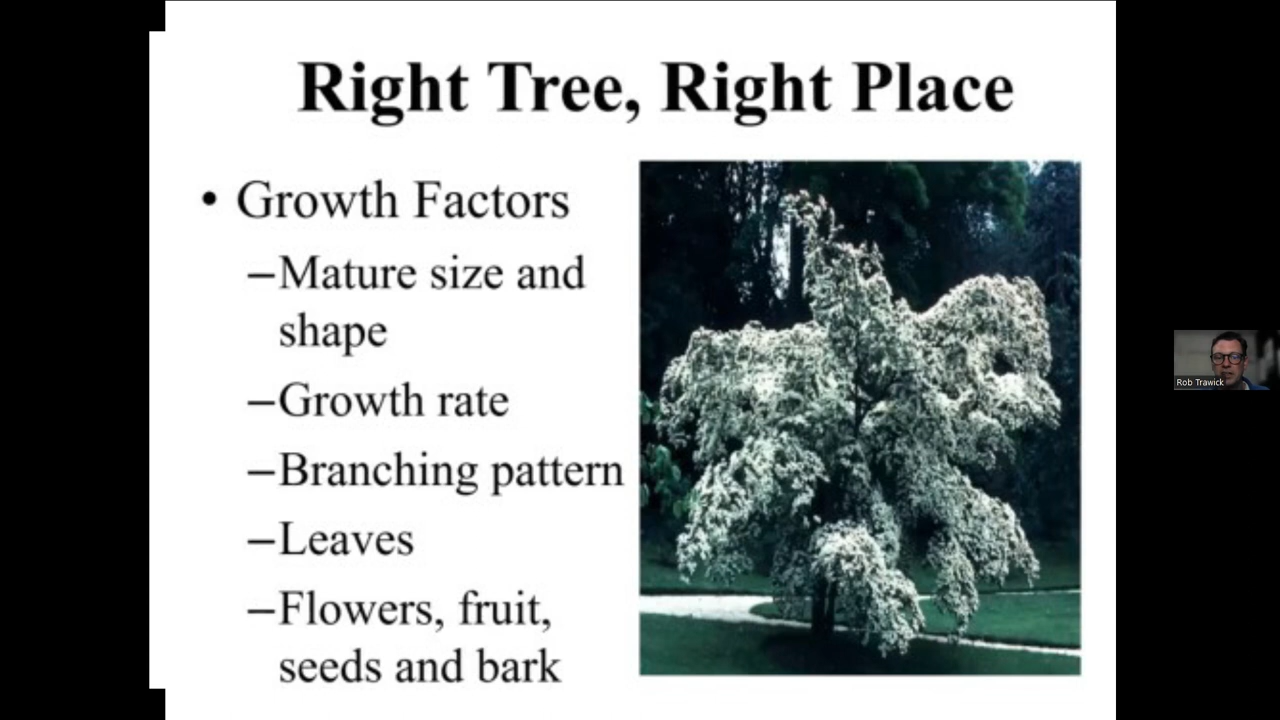 Right Tree, Right Place
• Growth Factors
–Mature size and
shape
–Growth rate
–Branching pattern
–Leaves
–Flowers, fruit,
seeds and bark
Rob Trawick